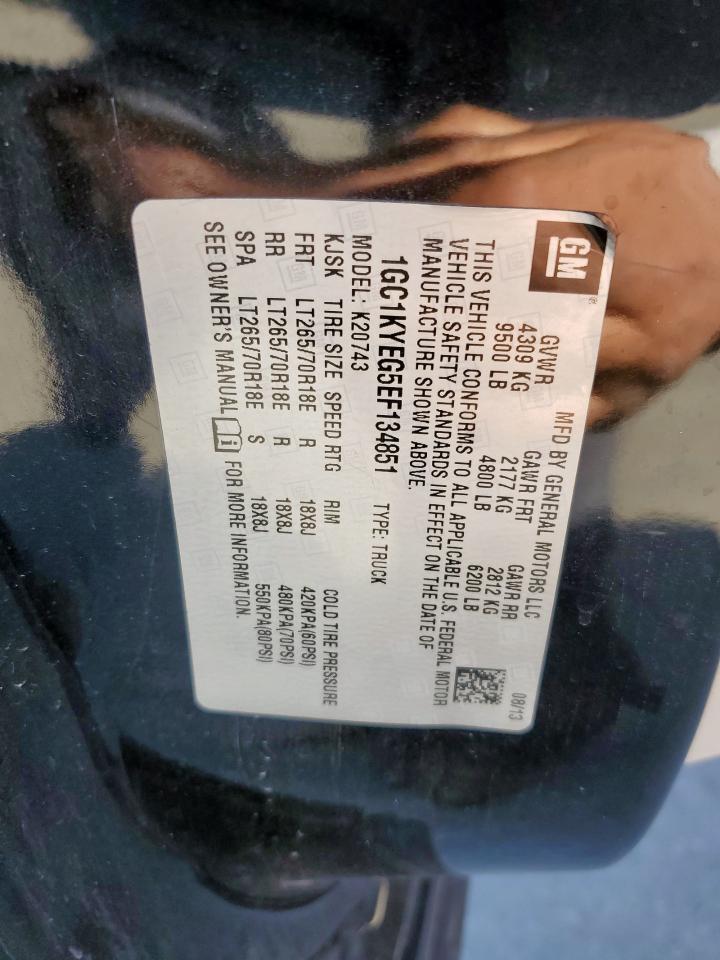 GM®
MFD BY GENERAL MOTORS LLC 08/13
GVWR GAWR FRT GAWR RR
4309 KG 2177 KG 2812 KG
9500 LB 4800 LB 6200 LB
THIS VEHICLE CONFORMS TO ALL APPLICABLE U.S. FEDERAL MOTOR
VEHICLE SAFETY STANDARDS IN EFFECT ON THE DATE OF
MANUFACTURE SHOWN ABOVE.
1GC1KYEG5EF134851 TYPE: TRUCK
MODEL: K20743
KJSK TIRE SIZE SPEED RTG RIM COLD TIRE PRESSURE
FRT LT265/70R18E R 18X8J 420KPA(60PSI)
RR LT265/70R18E R 18X8J 480KPA(70PSI)
SPA LT265/70R18E S 18X8J 550KPA(80PSI)
SEE OWNER'S MANUAL i FOR MORE INFORMATION.